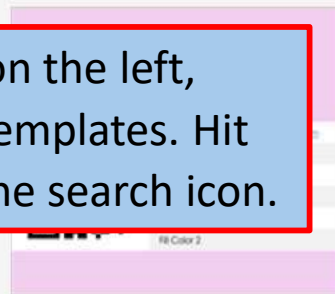 on the left,
emplates. Hit
he search icon.
Fill Color 2